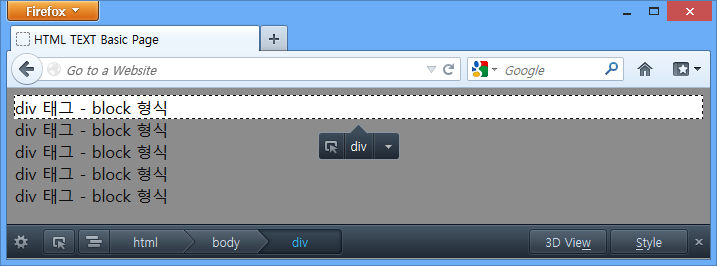 Firefox
HTML TEXT Basic Page
Go to a Website
Google
div 태그 - block 형식
div 태그 - block 형식
div 태그 - block 형식
div 태그 - block 형식
div 태그 - block 형식
div
html body div 3D View Style